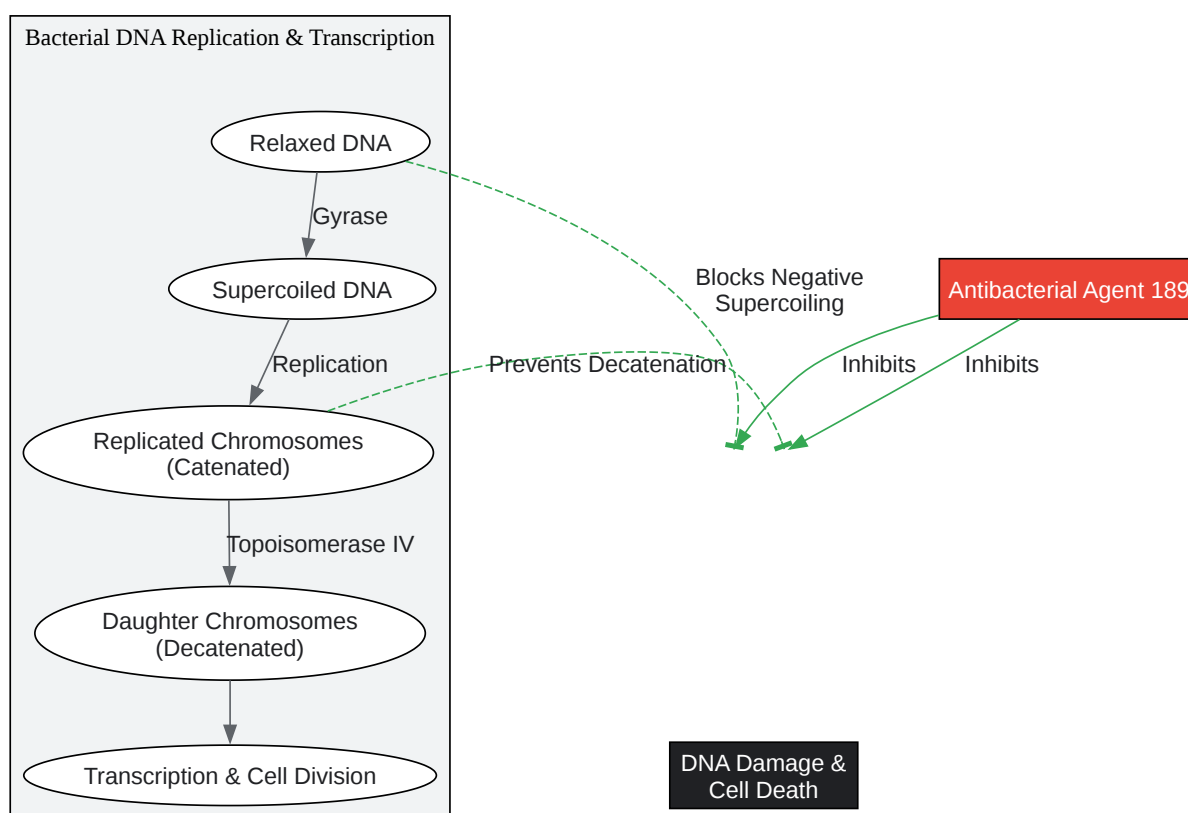 Bacterial DNA Replication & Transcription
Relaxed DNA
Gyrase
Supercoiled DNA
Replication
Replicated Chromosomes
(Catenated)
Topoisomerase IV
Daughter Chromosomes
(Decatenated)
Transcription & Cell Division
Blocks Negative
Supercoiling
Prevents Decatenation
Antibacterial Agent 189
Inhibits
Inhibits
DNA Damage &
Cell Death